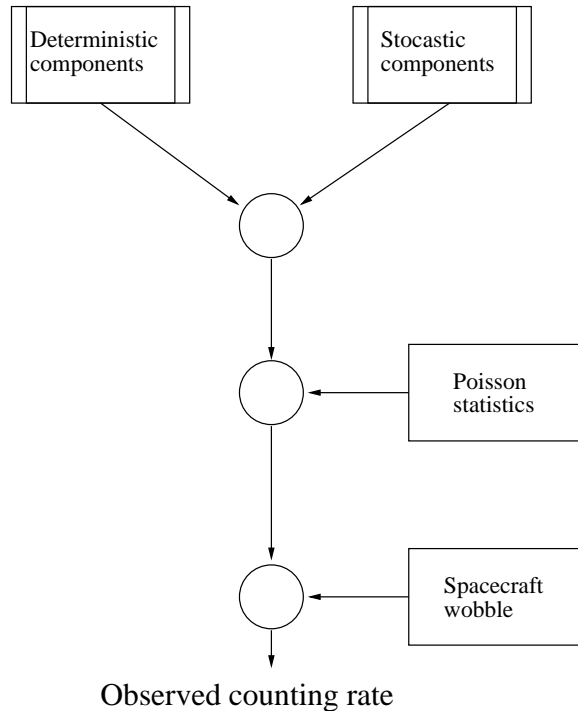 Deterministic
components
Stocastic
components
Poisson
statistics
Spacecraft
wobble
Observed counting rate